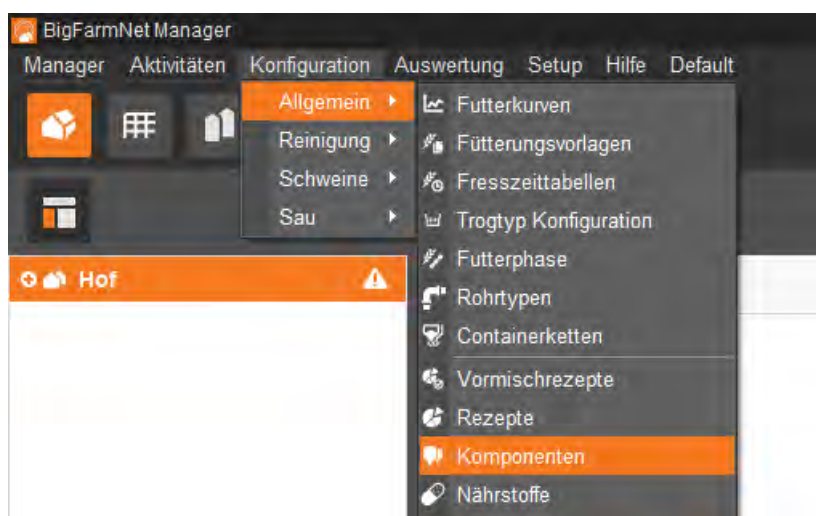 BigFarmNet Manager
Manager Aktivitäten Konfiguration Auswertung Setup Hilfe Default
Allgemein
Reinigung
Schweine
Sau
Futterkurven
Fütterungsvorlagen
Fresszeittabellen
Trogtyp Konfiguration
Futterphase
Rohrtypen
Containerketten
Vormischrezepte
Rezepte
Komponenten
Nährstoffe
Hof